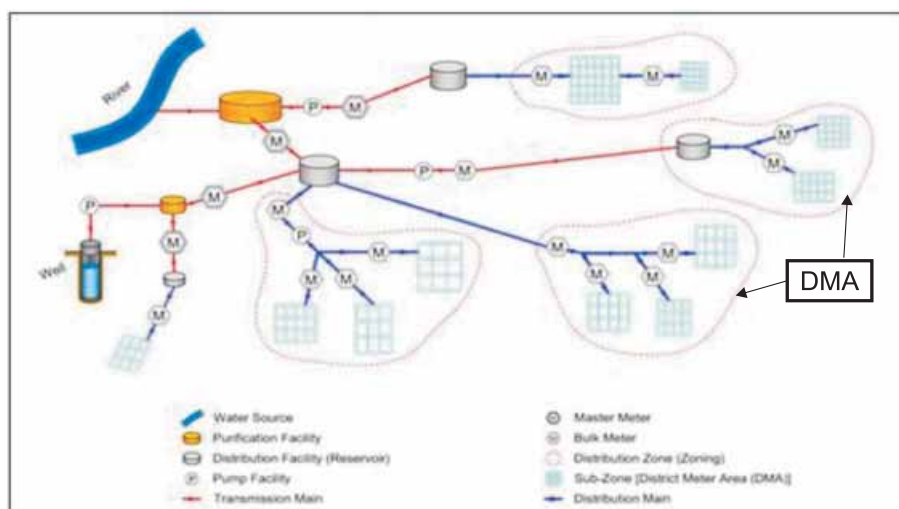 River
P
M
M
M
M
M
P
M
M
M
M
P
M
Well
M
M
P
M
M
M
M
M
M
M
DMA
Water Source
Purification Facility
Distribution Facility (Reservoir)
P Pump Facility
Transmission Main
M Master Meter
M Bulk Meter
Distribution Zone (Zoning)
Sub-Zone [District Meter Area (DMA)]
Distribution Main